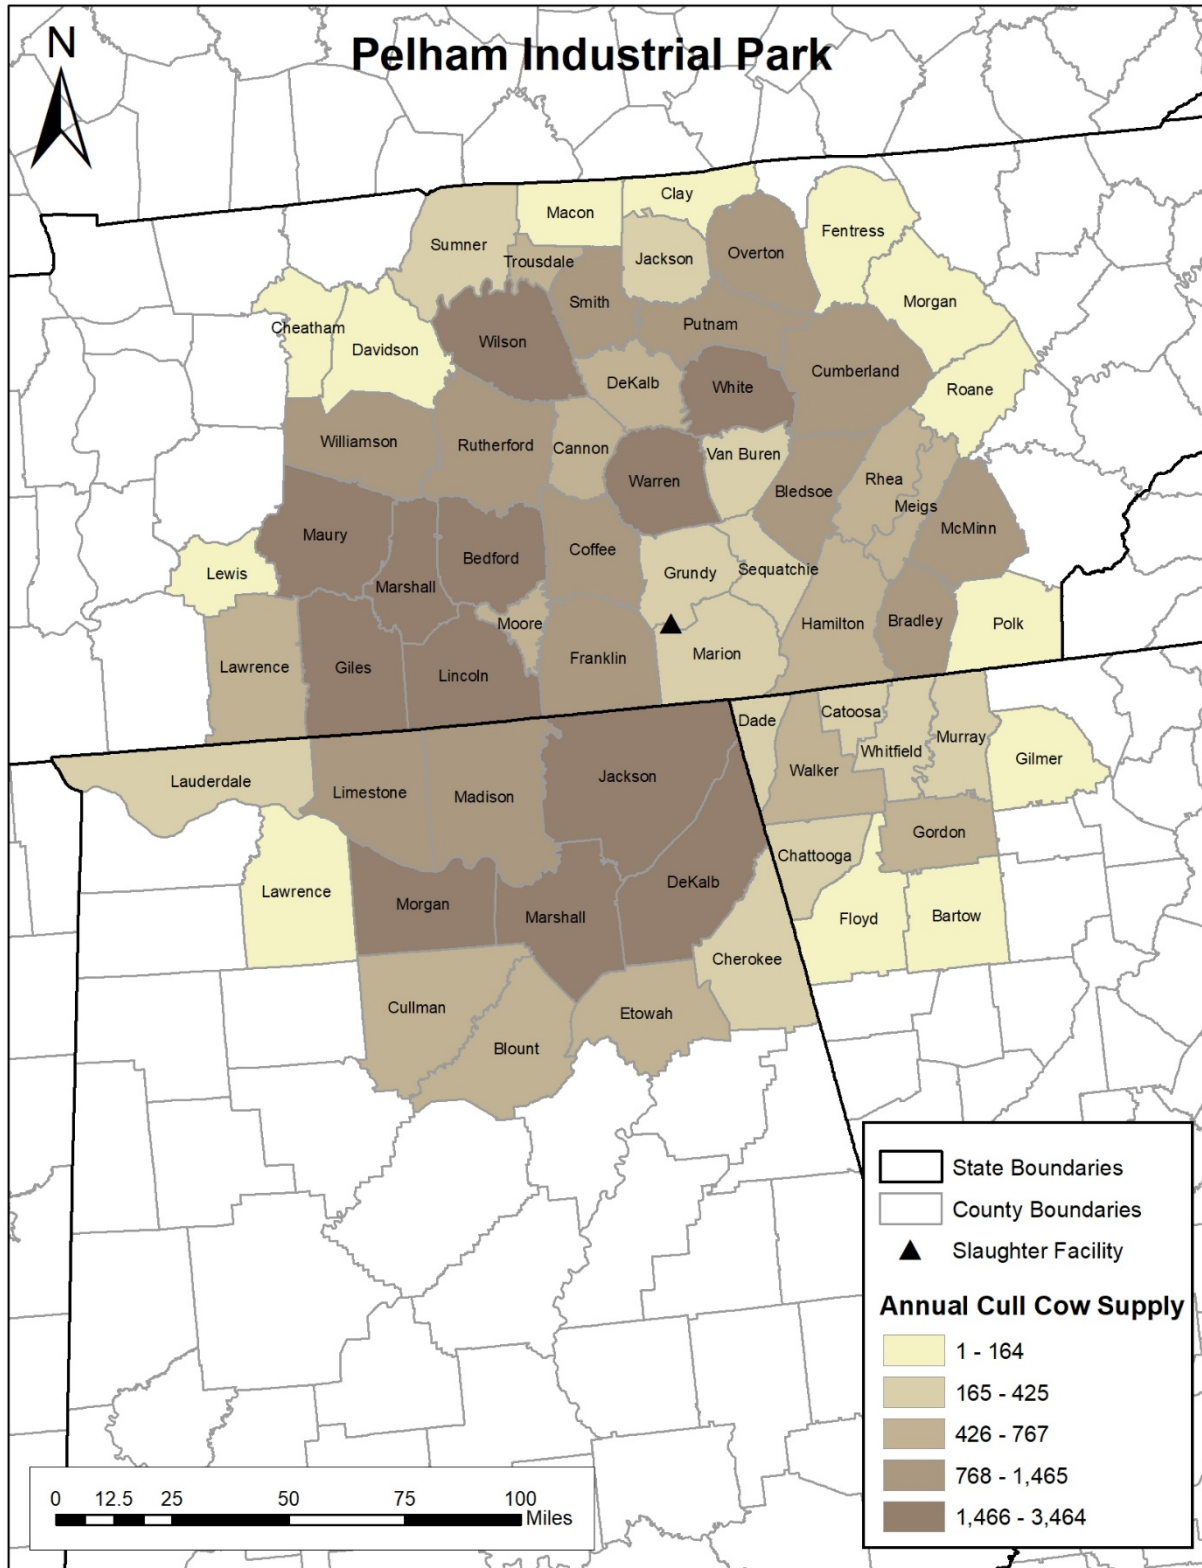 Pelham Industrial Park
N
Clay
Macon
Fentress
Sumner
Overton
Trousdale
Jackson
Morgan
Smith
Putnam
Cheatham
Wilson
Davidson
Cumberland
DeKalb
White
Roane
Williamson
Rutherford
Cannon
Van Buren
Warren
Rhea
Bledsoe
Meigs
McMinn
Maury
Bedford
Coffee
Lewis
Marshall
Grundy
Sequatchie
Moore
Hamilton
Bradley
Polk
Lawrence
Giles
Lincoln
Franklin
Marion
Dade
Catoosa
Murray
Whitfield
Gilmer
Lauderdale
Limestone
Madison
Jackson
Walker
Gordon
Chattooga
Lawrence
Morgan
Marshall
DeKalb
Floyd
Bartow
Cherokee
Cullman
Etowah
Blount
State Boundaries
County Boundaries
Slaughter Facility
Annual Cull Cow Supply
1 - 164
165 - 425
426 - 767
768 - 1,465
1,466 - 3,464
0 12.5 25 50 75 100
Miles